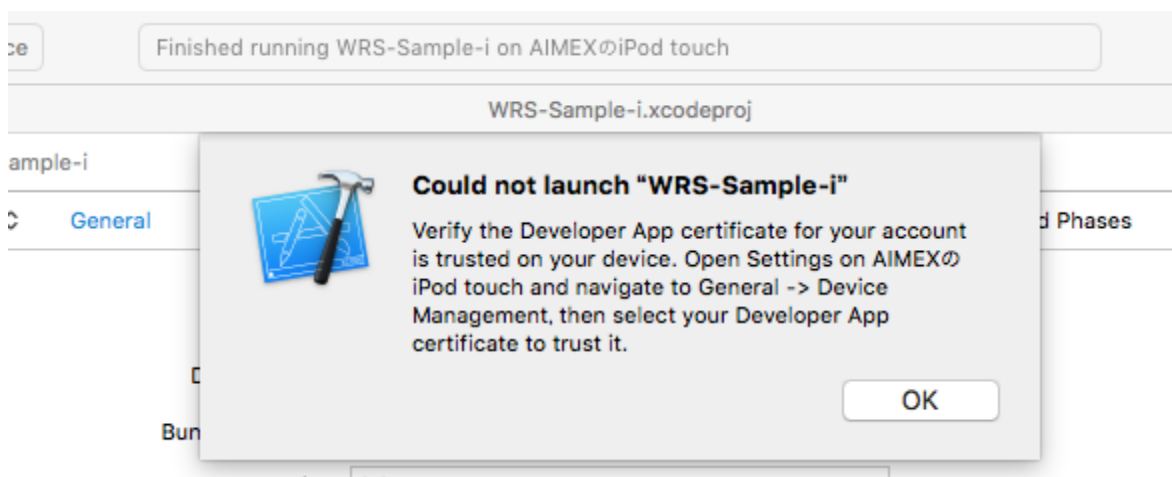 ce
Finished running WRS-Sample-i on AIMEXのiPod touch
WRS-Sample-i.xcodeproj
ample-i
Could not launch “WRS-Sample-i”
General
Verify the Developer App certificate for your account
d Phases
is trusted on your device. Open Settings on AIMEXの
iPod touch and navigate to General -> Device
Management, then select your Developer App
certificate to trust it.
D
OK
Bun